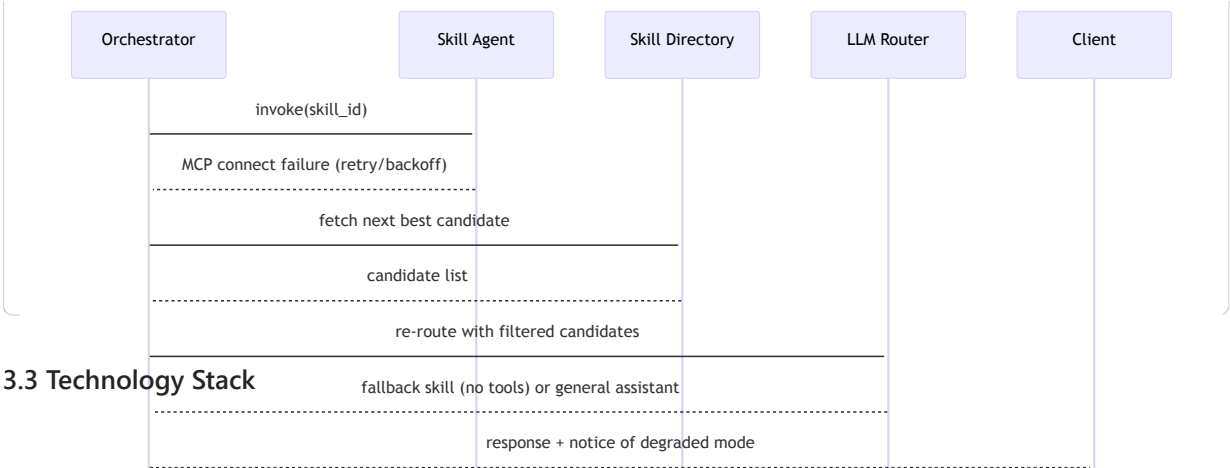 Orchestrator
Skill Agent
Skill Directory
LLM Router
Client
invoke(skill_id)
MCP connect failure (retry/backoff)
fetch next best candidate
candidate list
re-route with filtered candidates
3.3 Technology Stack
fallback skill (no tools) or general assistant
response + notice of degraded mode